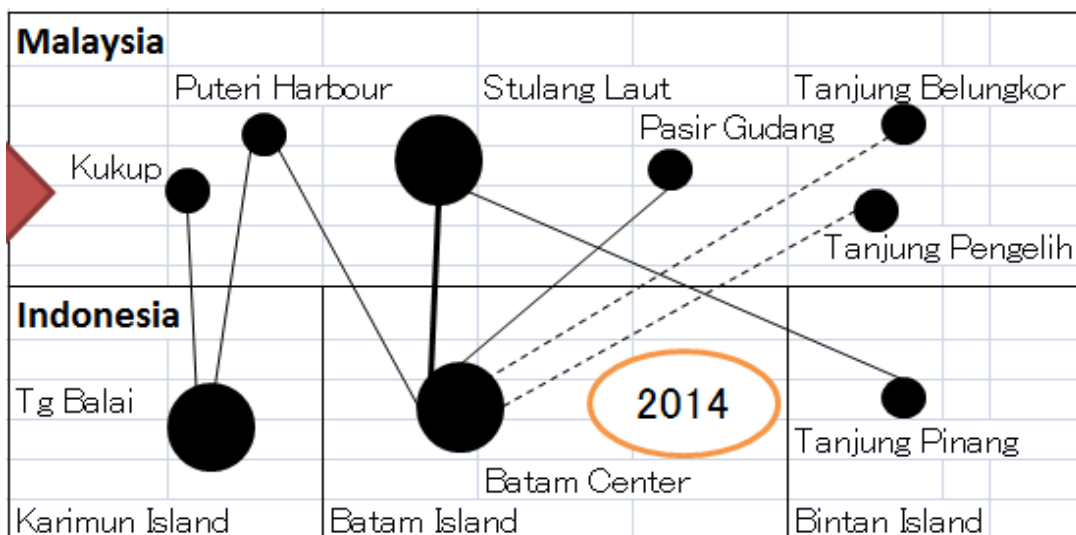 Malaysia
Puteri Harbour
Stulang Laut
Tanjung Belungkor
Pasir Gudang
Kukup
Tanjung Pengelih
Indonesia
Tg Balai
2014
Tanjung Pinang
Batam Center
Karimun Island
Batam Island
Bintan Island